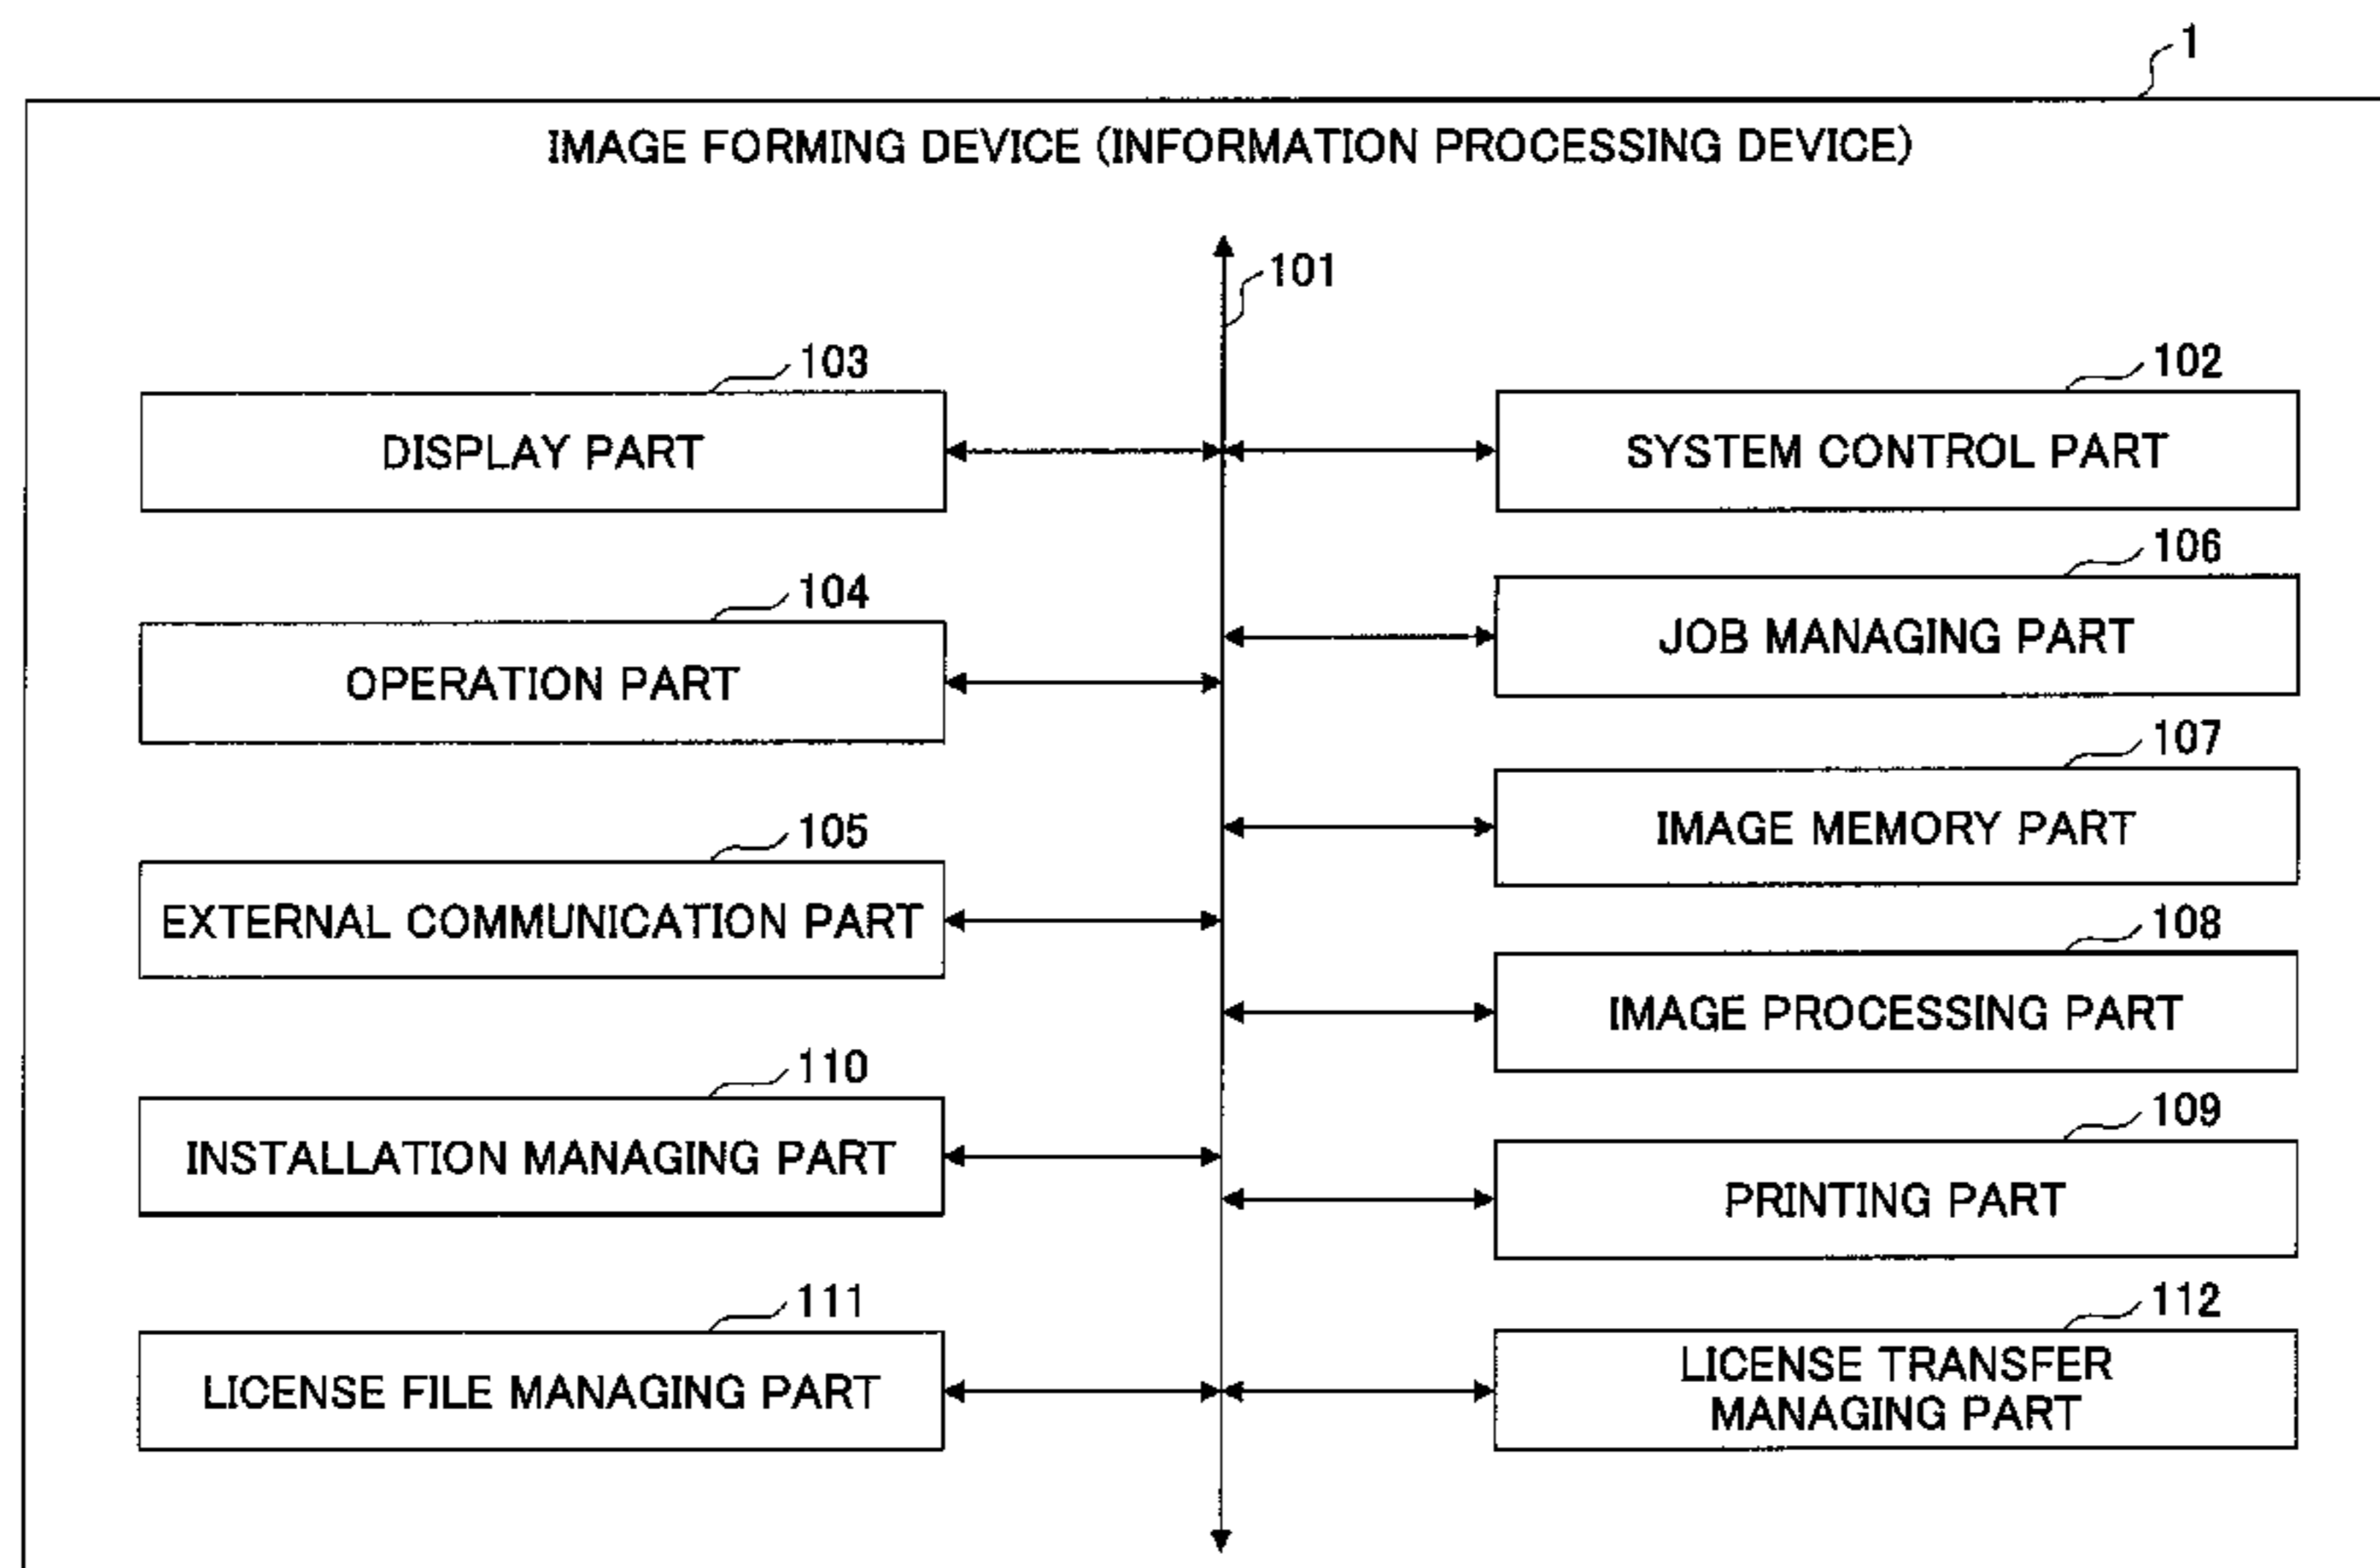 1
IMAGE FORMING DEVICE (INFORMATION PROCESSING DEVICE)
101
103
DISPLAY PART
102
SYSTEM CONTROL PART
104
OPERATION PART
106
JOB MANAGING PART
107
IMAGE MEMORY PART
105
EXTERNAL COMMUNICATION PART
108
IMAGE PROCESSING PART
110
INSTALLATION MANAGING PART
109
PRINTING PART
111
LICENSE FILE MANAGING PART
112
LICENSE TRANSFER
MANAGING PART